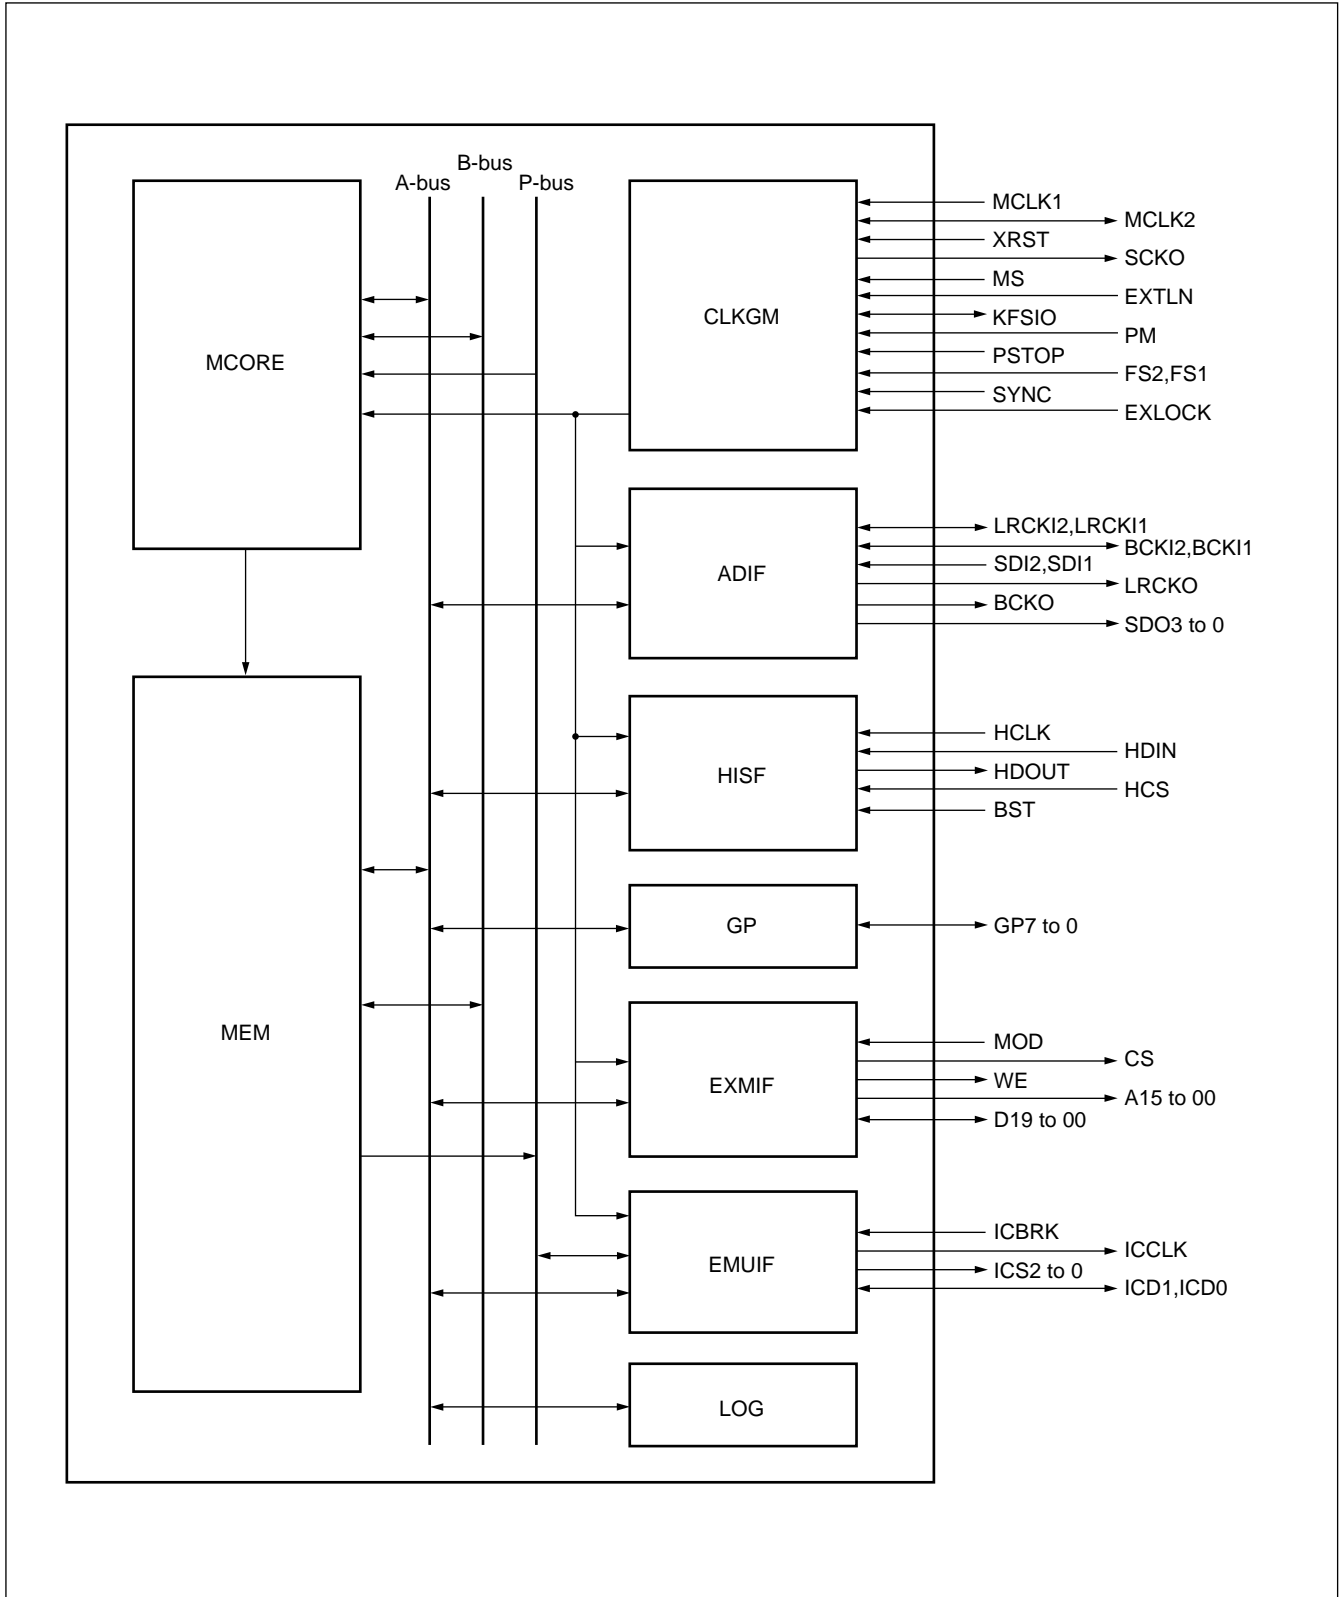 B-bus
A-bus
P-bus
MCORE
MEM
CLKGM
MCLK1
MCLK2
XRST
SCKO
MS
EXTLN
KFSIO
PM
PSTOP
FS2,FS1
SYNC
EXLOCK
ADIF
LRCKI2,LRCKI1
BCKI2,BCKI1
SDI2,SDI1
LRCKO
BCKO
SDO3 to 0
HISF
HCLK
HDIN
HDOUT
HCS
BST
GP
GP7 to 0
EXMIF
MOD
CS
WE
A15 to 00
D19 to 00
EMUIF
ICBRK
ICCLK
ICS2 to 0
ICD1,ICD0
LOG